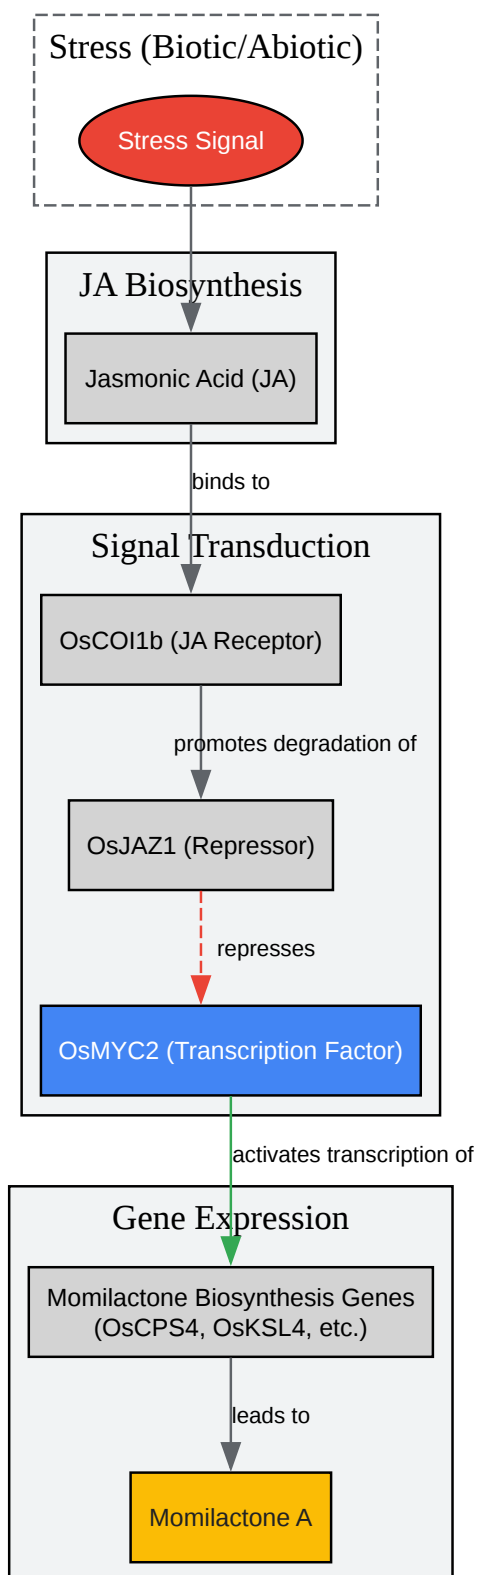 Stress (Biotic/Abiotic)
Stress Signal
JA Biosynthesis
Jasmonic Acid (JA)
binds to
Signal Transduction
OsCOI1b (JA Receptor)
promotes degradation of
OsJAZ1 (Repressor)
represses
OsMYC2 (Transcription Factor)
activates transcription of
Gene Expression
Momilactone Biosynthesis Genes
(OsCPS4, OsKSL4, etc.)
leads to
Momilactone A